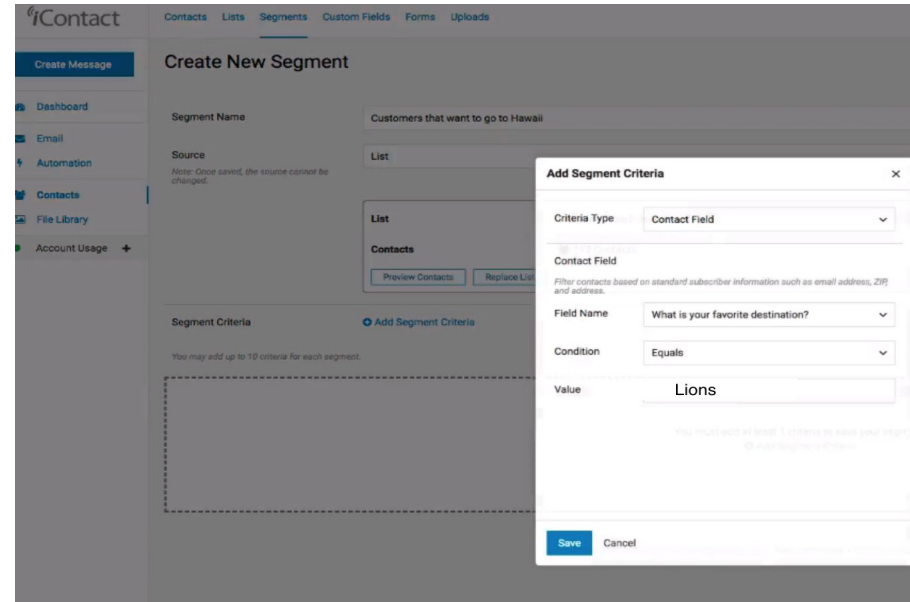 iContact
Contacts Lists Segments Custom Fields Forms Uploads
Create Message
Create New Segment
Dashboard
Segment Name
Customers that want to go to Hawaii
Email
Source
List
Note: Once saved, the source cannot be
changed.
Automation
Contacts
File Library
Account Usage +
List
Contacts
Preview Contacts
Replace List
Segment Criteria
Add Segment Criteria
You may add up to 10 criteria for each segment.
Add Segment Criteria
×
Criteria Type
Contact Field
Contact Field
Filter contacts based on standard subscriber information such as email address, ZIP,
and address.
Field Name
What is your favorite destination?
Condition
Equals
Value
Lions
Save
Cancel